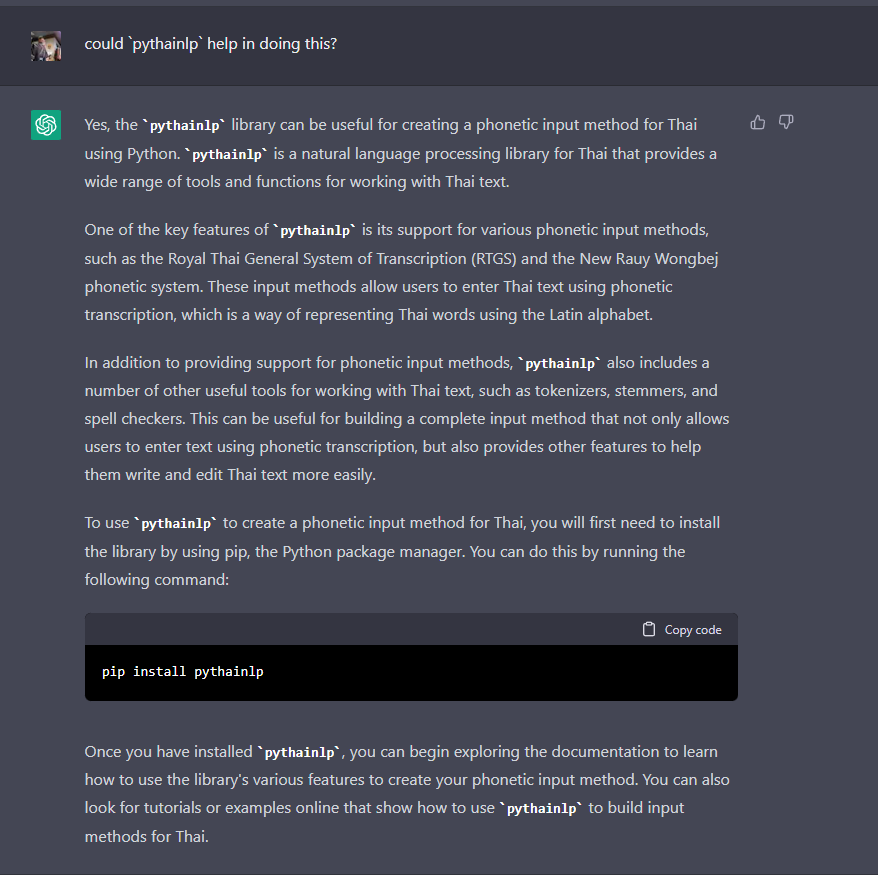 could `pythainlp` help in doing this?
Yes, the `pythainlp` library can be useful for creating a phonetic input method for Thai
using Python. `pythainlp` is a natural language processing library for Thai that provides a
wide range of tools and functions for working with Thai text.
One of the key features of `pythainlp` is its support for various phonetic input methods,
such as the Royal Thai General System of Transcription (RTGS) and the New Rauy Wongbej
phonetic system. These input methods allow users to enter Thai text using phonetic
transcription, which is a way of representing Thai words using the Latin alphabet.
In addition to providing support for phonetic input methods, `pythainlp` also includes a
number of other useful tools for working with Thai text, such as tokenizers, stemmers, and
spell checkers. This can be useful for building a complete input method that not only allows
users to enter text using phonetic transcription, but also provides other features to help
them write and edit Thai text more easily.
To use `pythainlp` to create a phonetic input method for Thai, you will first need to install
the library by using pip, the Python package manager. You can do this by running the
following command:
Copy code
pip install pythainlp
Once you have installed `pythainlp`, you can begin exploring the documentation to learn
how to use the library's various features to create your phonetic input method. You can also
look for tutorials or examples online that show how to use `pythainlp` to build input
methods for Thai.